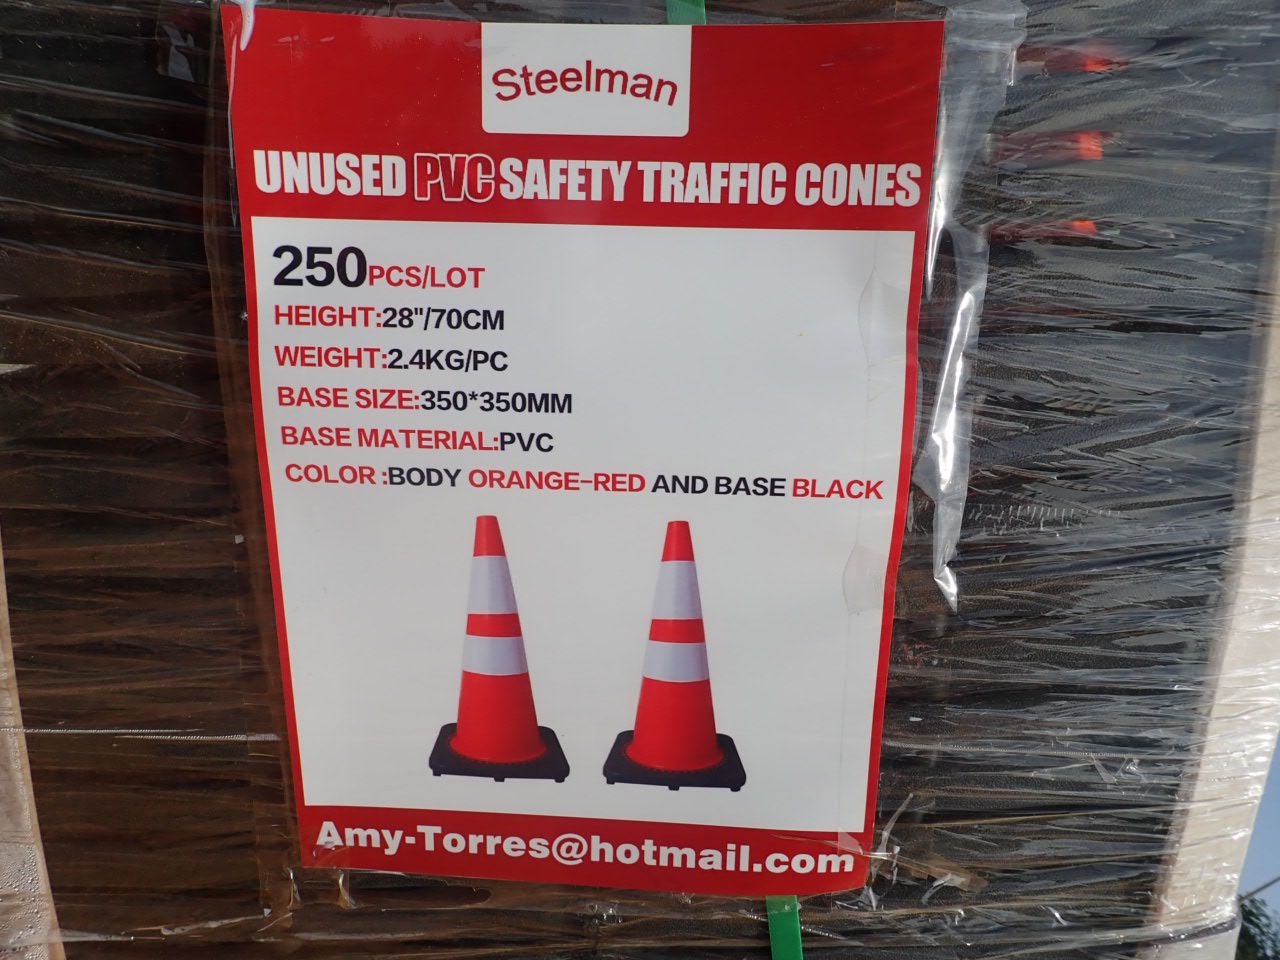 Steelman
UNUSED PVC SAFETY TRAFFIC CONES
250PCS/LOT
HEIGHT:28"/70CM
WEIGHT:2.4KG/PC
BASE SIZE:350*350MM
BASE MATERIAL:PVC
COLOR :BODY ORANGE-RED AND BASE BLACK
Amy-Torres@hotmail.com